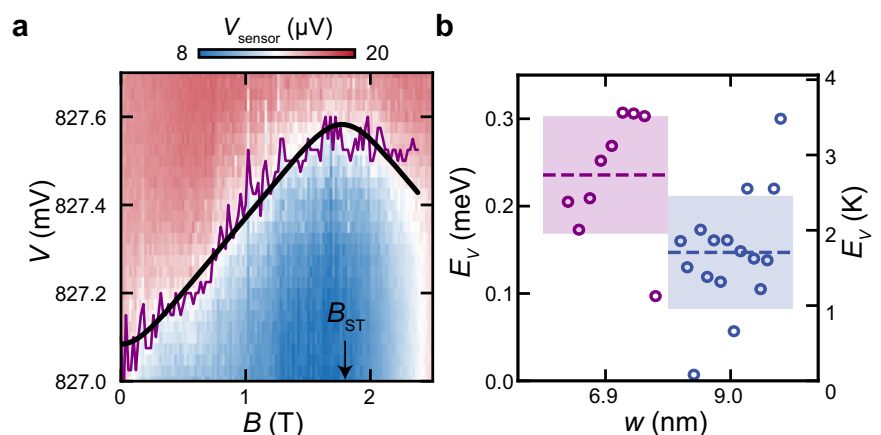 a
V_sensor (µV)
8 20
827.6
827.4
827.2
827.0
V (mV)
B_ST
0 1 2
B (T)
b
0.3
0.2
0.1
0.0
E_V (meV)
4
3
2
1
0
E_V (K)
6.9 9.0
w (nm)